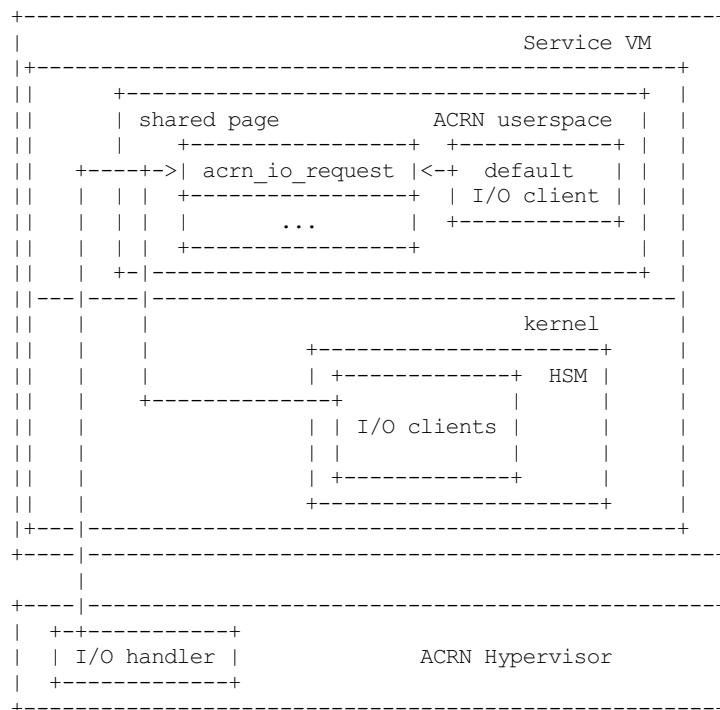 Service VM
shared page ACRN userspace
acrn_io_request default
I/O client
...
kernel
HSM
I/O clients
I/O handler ACRN Hypervisor